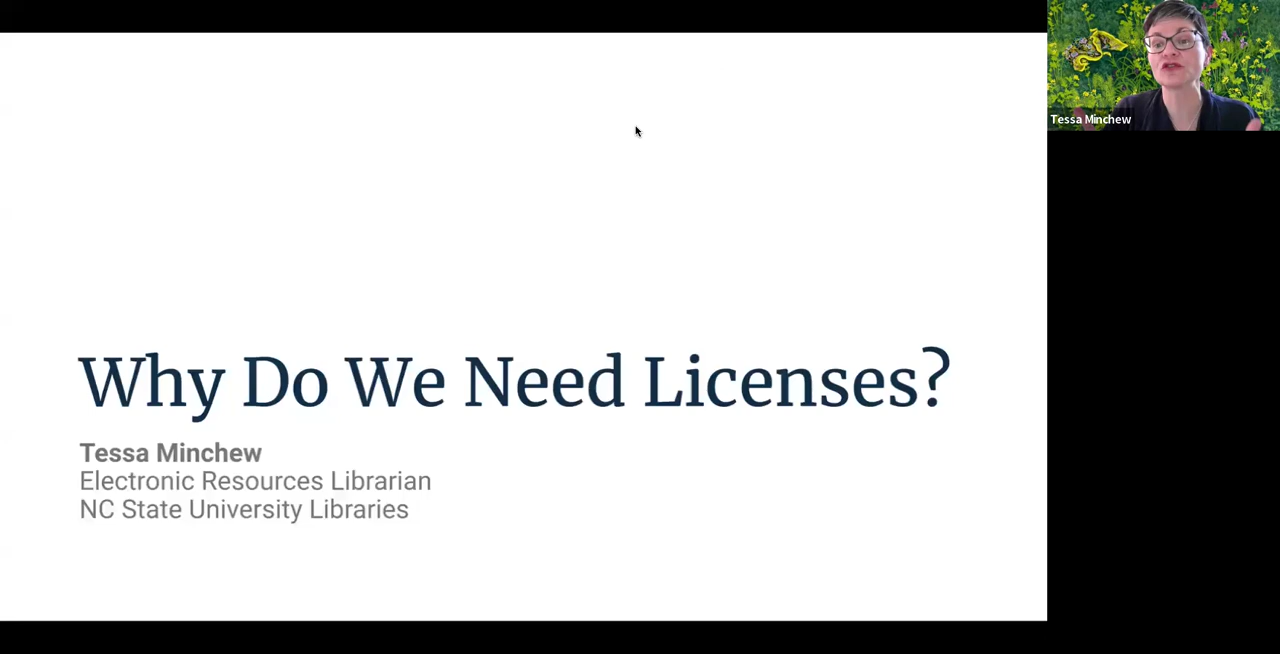 Why Do We Need Licenses?
Tessa Minchew
Electronic Resources Librarian
NC State University Libraries
Tessa Minchew